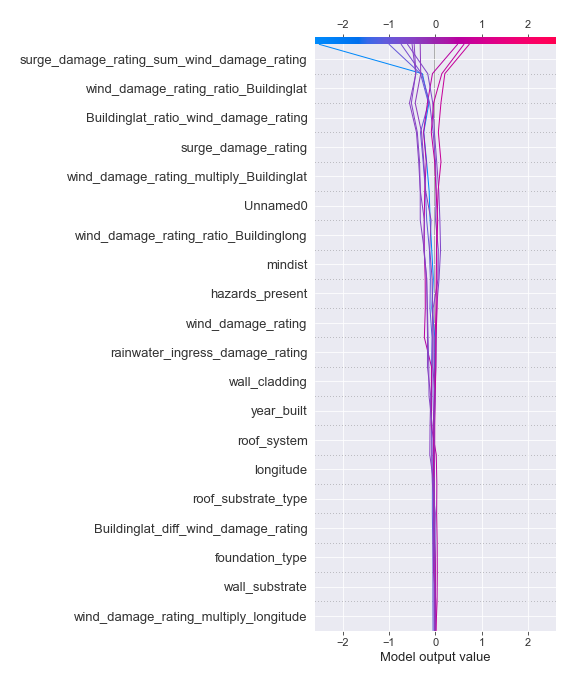 −2 −1 0 1 2
surge_damage_rating_sum_wind_damage_rating
wind_damage_rating_ratio_Buildinglat
Buildinglat_ratio_wind_damage_rating
surge_damage_rating
wind_damage_rating_multiply_Buildinglat
Unnamed0
wind_damage_rating_ratio_Buildinglong
mindist
hazards_present
wind_damage_rating
rainwater_ingress_damage_rating
wall_cladding
year_built
roof_system
longitude
roof_substrate_type
Buildinglat_diff_wind_damage_rating
foundation_type
wall_substrate
wind_damage_rating_multiply_longitude
−2 −1 0 1 2
Model output value